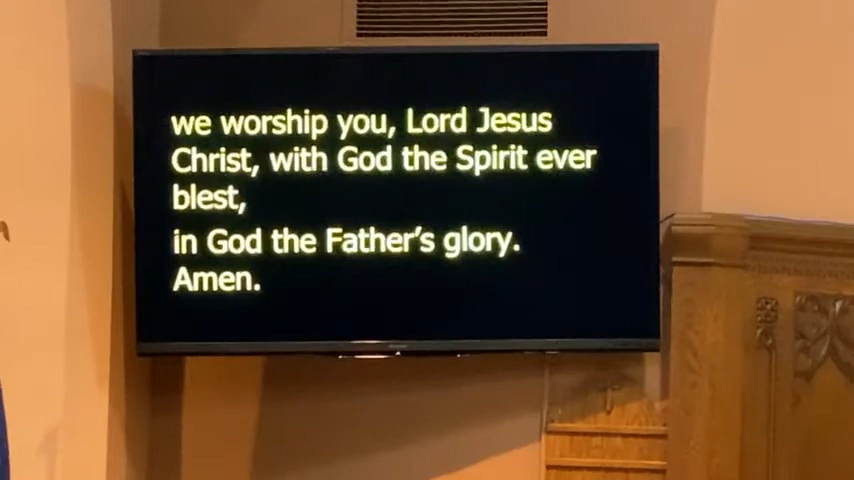 we worship you, Lord Jesus
Christ, with God the Spirit ever
blest,
in God the Father’s glory.
Amen.